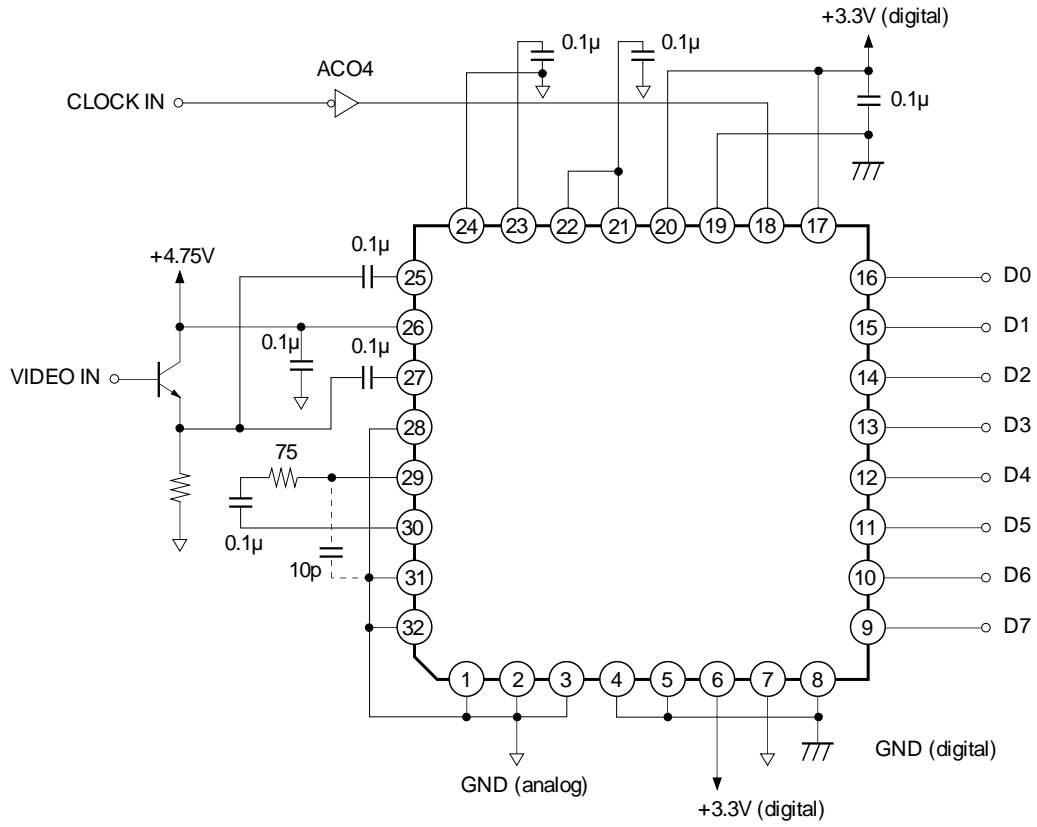 +3.3V (digital)
0.1µ
0.1µ
ACO4
CLOCK IN
0.1µ
24
23
22
21
20
19
18
17
+4.75V
0.1µ
25
16
D0
26
15
D1
0.1µ
0.1µ
VIDEO IN
27
14
D2
28
13
D3
75
29
12
D4
30
11
D5
0.1µ
10p
31
10
D6
32
9
D7
1
2
3
4
5
6
7
8
GND (digital)
GND (analog)
+3.3V (digital)